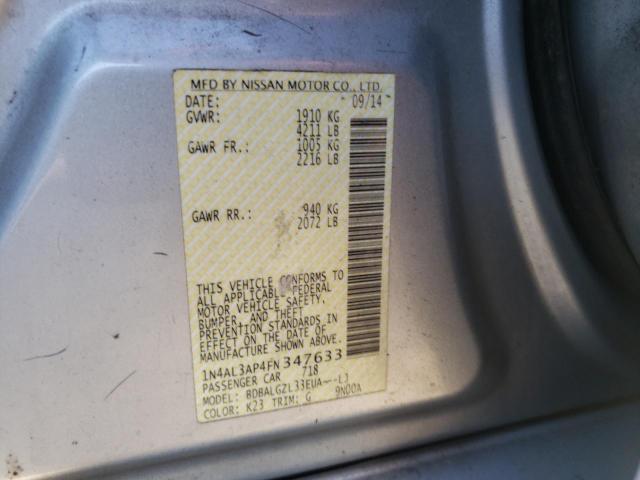 MFD BY NISSAN MOTOR CO., LTD.
DATE: 09/14
GVWR: 1910 KG
4211 LB
GAWR FR.: 1005 KG
2216 LB
GAWR RR.: 940 KG
2072 LB
THIS VEHICLE CONFORMS TO
ALL APPLICABLE FEDERAL
MOTOR VEHICLE SAFETY,
BUMPER, AND THEFT
PREVENTION STANDARDS IN
EFFECT ON THE DATE OF
MANUFACTURE SHOWN ABOVE.
1N4AL3AP4FN347633
PASSENGER CAR 718
MODEL: BDBALGZL33EUA---LJ
COLOR: K23 TRIM: G 9N00A